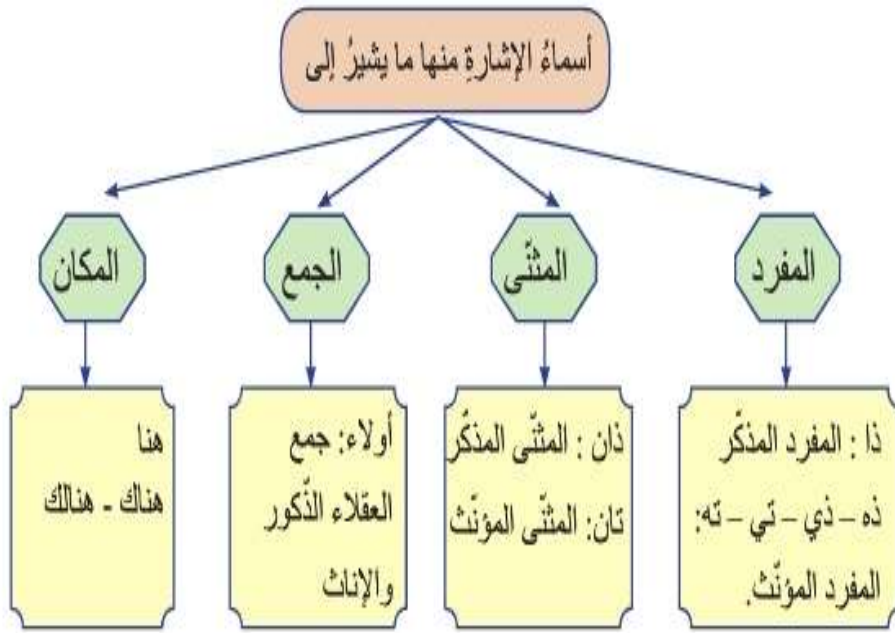 أسماءُ الإشارةِ منها ما يشيرُ إلى
المفرد
المثنّى
الجمع
المكان
ذا : المفرد المذكّر
ذه – ذي – تي – ته:
المفرد المؤنّث.
ذان : المثنّى المذكّر
تان: المثنّى المؤنّث
أولاء: جمع
العقلاء الذّكور
والإناث
هنا
هناك - هنالك